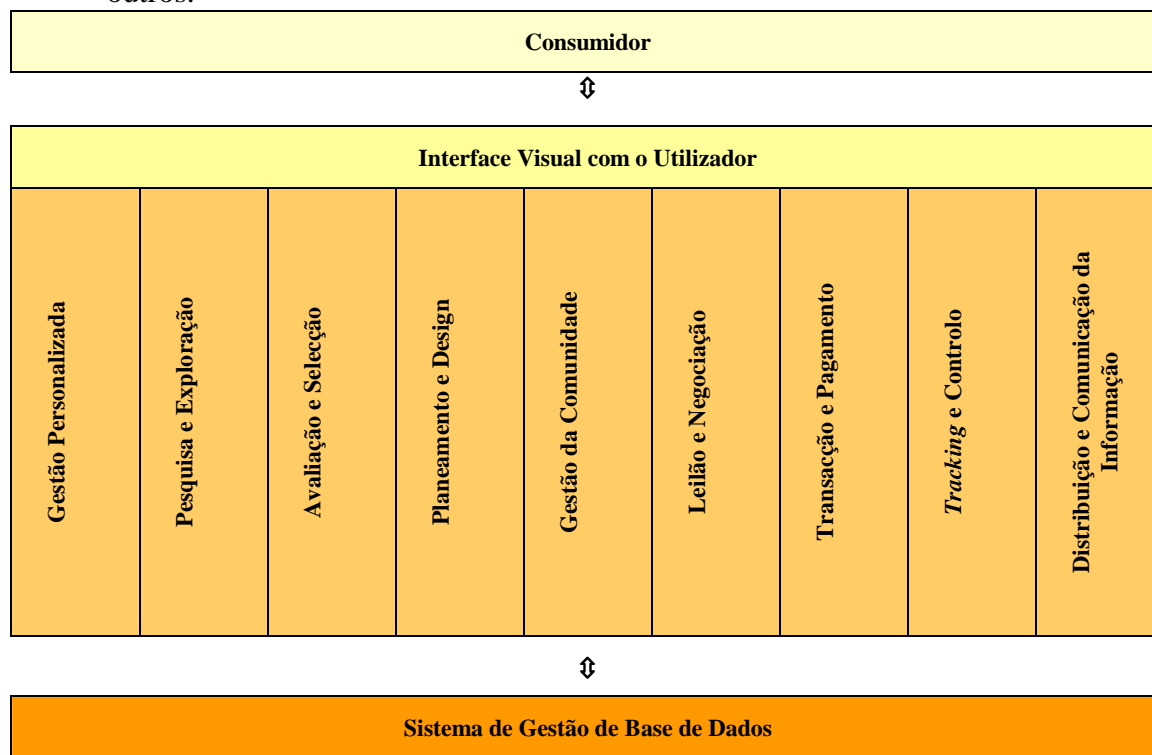 outros.
Consumidor
⇕
Interface Visual com o Utilizador
Gestão Personalizada
Pesquisa e Exploração
Avaliação e Selecção
Planeamento e Design
Gestão da Comunidade
Leilão e Negociação
Transacção e Pagamento
Tracking e Controlo
Distribuição e Comunicação da
Informação
⇕
Sistema de Gestão de Base de Dados